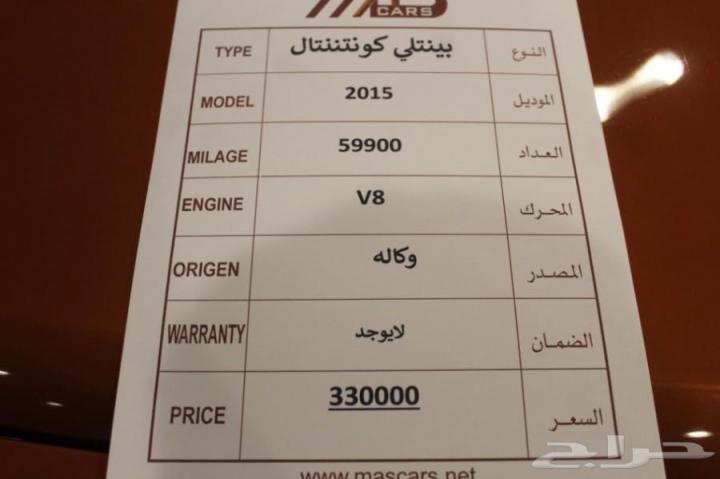 CARS
TYPE بينتلي كونتننتال النوع
MODEL 2015 الموديل
MILAGE 59900 العداد
ENGINE V8 المحرك
ORIGEN وكاله المصدر
WARRANTY لايوجد الضمان
PRICE 330000 السعر
www.mascars.net
حراج